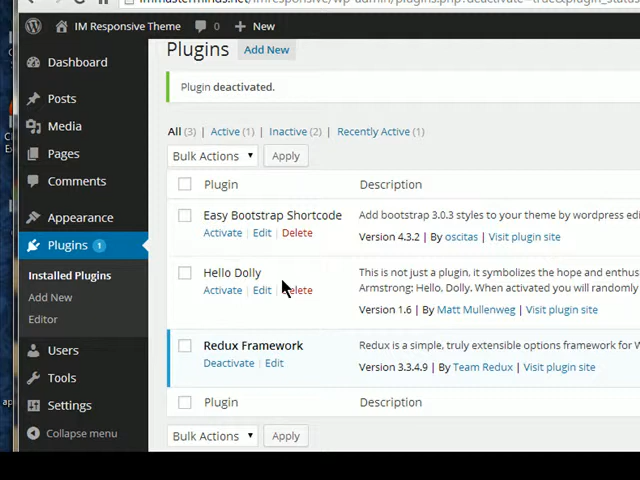 IM Responsive Theme 0 + New
Plugins Add New
Dashboard
Plugin deactivated.
Posts
Media
Pages
Comments
Appearance
Plugins 1
Installed Plugins
Add New
Editor
Users
Tools
Settings
Collapse menu
All (3) | Active (1) | Inactive (2) | Recently Active (1)
Bulk Actions Apply
Plugin Description
Easy Bootstrap Shortcode Add bootstrap 3.0.3 styles to your theme by wordpress
Activate | Edit | Delete Version 4.3.2 | By oscitas | Visit plugin site
Hello Dolly This is not just a plugin, it symbolizes the hope and
Armstrong: Hello, Dolly. When activated you will randomly
Activate | Edit | Delete Version 1.6 | By Matt Mullenweg | Visit plugin site
Redux Framework Redux is a simple, truly extensible options framework for
Deactivate | Edit Version 3.3.4.9 | By Team Redux | Visit plugin site
Plugin Description
Bulk Actions Apply